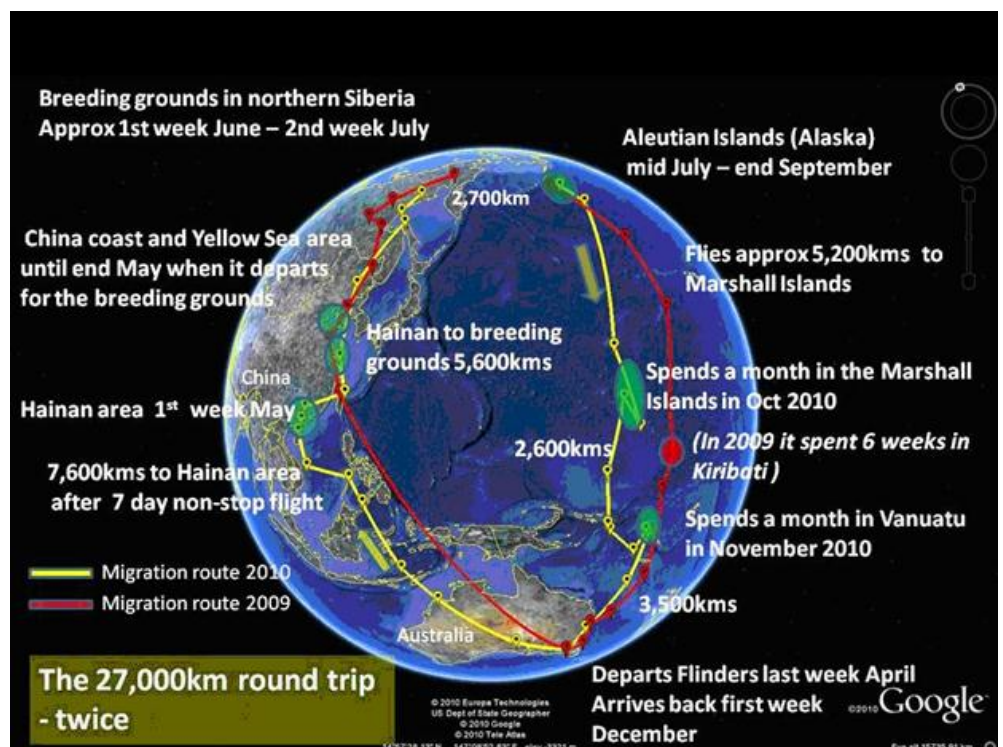 Breeding grounds in northern Siberia
Approx 1st week June – 2nd week July
Aleutian Islands (Alaska)
mid July – end September
2,700km
China coast and Yellow Sea area
until end May when it departs
for the breeding grounds
Flies approx 5,200kms to
Marshall Islands
Hainan to breeding
grounds 5,600kms
China
Spends a month in the Marshall
Islands in Oct 2010
Hainan area 1st week May
2,600kms
(In 2009 it spent 6 weeks in
Kiribati )
7,600kms to Hainan area
after 7 day non-stop flight
Spends a month in Vanuatu
in November 2010
Migration route 2010
Migration route 2009
3,500kms
Australia
The 27,000km round trip
- twice
Departs Flinders last week April
Arrives back first week
December
© 2010 Europa Technologies
US Dept of State Geographer
© 2010 Google
© 2010 Tele Atlas
©2010 Google